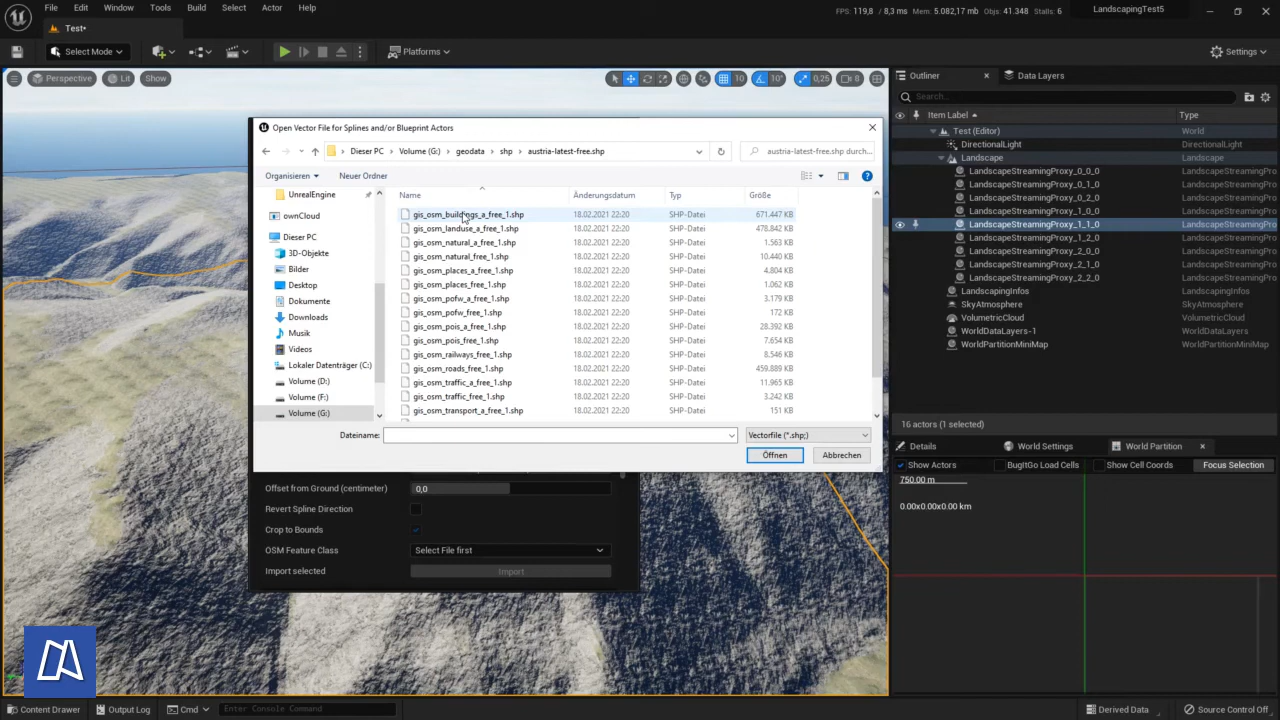 File Edit Window Tools Build Select Actor Help
FPS: 119,8 / 8,3 ms Mem: 5.082,17 mb Objs: 41.348 Stalls: 6
LandscapingTest5
Test*
Select Mode
Platforms
Settings
Perspective Lit Show
10 10° 0,25 8
Outliner Data Layers
Search...
Item Label Type
Test (Editor) World
DirectionalLight DirectionalLight
Landscape Landscape
LandscapeStreamingProxy_0_0_0 LandscapeStreamingPro
LandscapeStreamingProxy_0_1_0 LandscapeStreamingPro
LandscapeStreamingProxy_0_2_0 LandscapeStreamingPro
LandscapeStreamingProxy_1_0_0 LandscapeStreamingPro
LandscapeStreamingProxy_1_1_0 LandscapeStreamingPro
LandscapeStreamingProxy_1_2_0 LandscapeStreamingPro
LandscapeStreamingProxy_2_1_0 LandscapeStreamingPro
LandscapeStreamingProxy_2_2_0 LandscapeStreamingPro
LandscapingInfos LandscapingInfos
SkyAtmosphere SkyAtmosphere
VolumetricCloud VolumetricCloud
WorldDataLayers-1 WorldDataLayers
WorldPartitionMiniMap WorldPartitionMiniMap
16 actors (1 selected)
Details World Settings World Partition
Show Actors BugItGo Load Cells Show Cell Coords Focus Selection
750.00 m
0.00x0.00x0.00 km
Open Vector File for Splines and/or Blueprint Actors
Dieser PC > Volume (G:) > geodata > shp > austria-latest-free.shp
austria-latest-free.shp durch...
Organisieren Neuer Ordner
UnrealEngine
ownCloud
Dieser PC
3D-Objekte
Bilder
Desktop
Dokumente
Downloads
Musik
Videos
Lokaler Datenträger (C:)
Volume (D:)
Volume (F:)
Volume (G:)
Name Änderungsdatum Typ Größe
gis_osm_buildings_a_free_1.shp 18.02.2021 22:20 SHP-Datei 671.447 KB
gis_osm_landuse_a_free_1.shp 18.02.2021 22:20 SHP-Datei 478.842 KB
gis_osm_natural_a_free_1.shp 18.02.2021 22:20 SHP-Datei 1.563 KB
gis_osm_natural_free_1.shp 18.02.2021 22:20 SHP-Datei 10.440 KB
gis_osm_places_a_free_1.shp 18.02.2021 22:20 SHP-Datei 4.804 KB
gis_osm_places_free_1.shp 18.02.2021 22:20 SHP-Datei 1.062 KB
gis_osm_pofw_a_free_1.shp 18.02.2021 22:20 SHP-Datei 3.179 KB
gis_osm_pofw_free_1.shp 18.02.2021 22:20 SHP-Datei 172 KB
gis_osm_pois_a_free_1.shp 18.02.2021 22:20 SHP-Datei 28.392 KB
gis_osm_pois_free_1.shp 18.02.2021 22:20 SHP-Datei 7.654 KB
gis_osm_railways_free_1.shp 18.02.2021 22:20 SHP-Datei 8.546 KB
gis_osm_roads_free_1.shp 18.02.2021 22:20 SHP-Datei 459.889 KB
gis_osm_traffic_a_free_1.shp 18.02.2021 22:20 SHP-Datei 11.965 KB
gis_osm_traffic_free_1.shp 18.02.2021 22:20 SHP-Datei 3.242 KB
gis_osm_transport_a_free_1.shp 18.02.2021 22:20 SHP-Datei 151 KB
Dateiname: Vectorfile (*.shp;)
Öffnen Abbrechen
Offset from Ground (centimeter) 0,0
Revert Spline Direction
Crop to Bounds
OSM Feature Class Select File first
Import selected Import
Content Drawer Output Log Cmd Enter Console Command
Derived Data Source Control Off